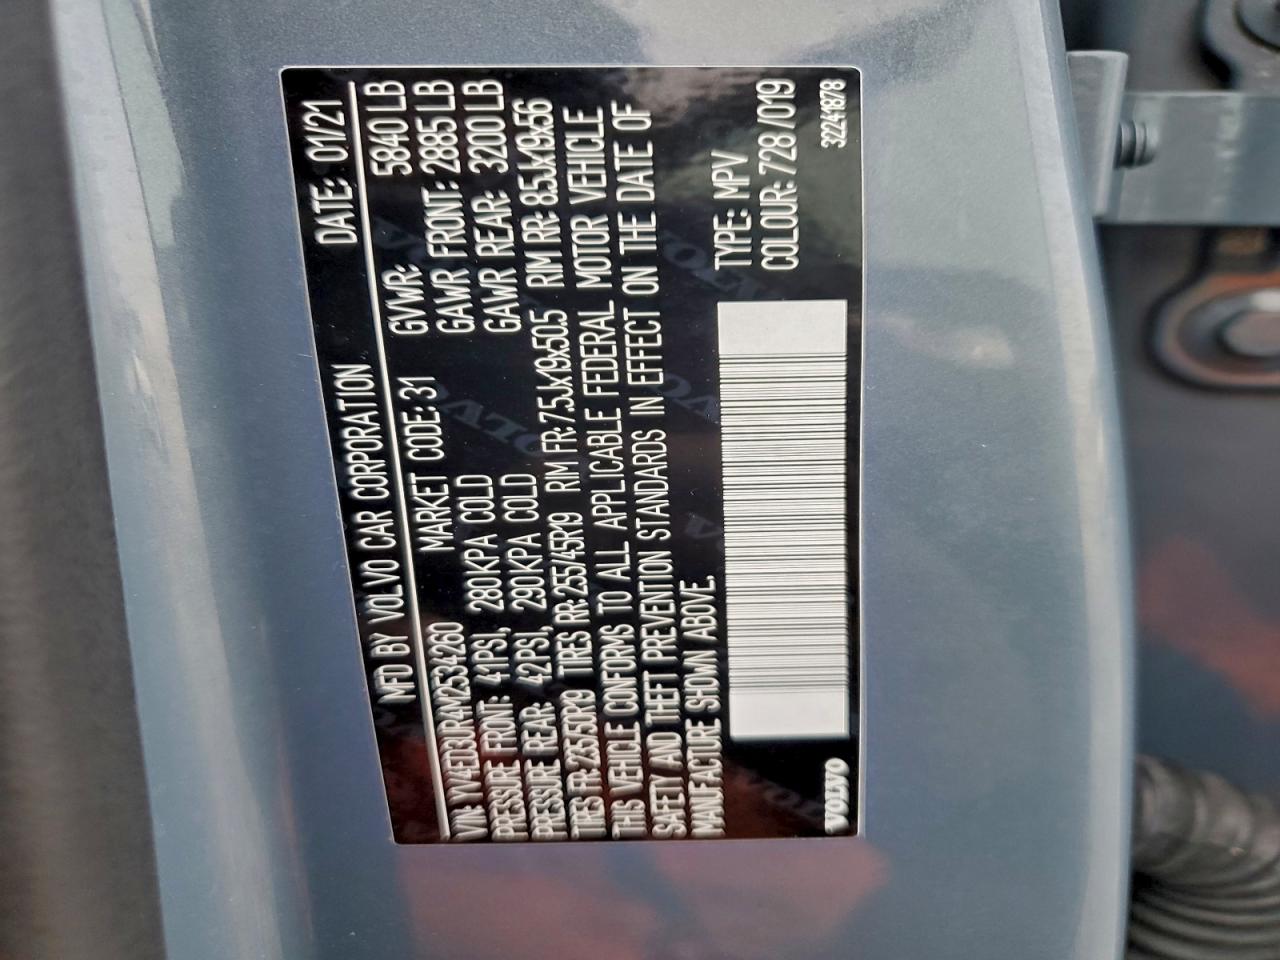 MFD BY VOLVO CAR CORPORATION DATE: 01/21
MARKET CODE: 31 GVWR: 5840 LB
VIN: YV4ED3UR4M2534260 GAWR FRONT: 2885 LB
PRESSURE FRONT: 41PSI, 280KPA COLD GAWR REAR: 3200 LB
PRESSURE REAR: 42PSI, 290KPA COLD
TIRES FR: 235/50R19 TIRES RR: 255/45R19 RIM FR: 7.5Jx19x50.5 RIM RR: 8.5Jx19x56
THIS VEHICLE CONFORMS TO ALL APPLICABLE FEDERAL MOTOR VEHICLE
SAFETY AND THEFT PREVENTION STANDARDS IN EFFECT ON THE DATE OF
MANUFACTURE SHOWN ABOVE.
TYPE: MPV
COLOUR: 728/019
VOLVO 32241878